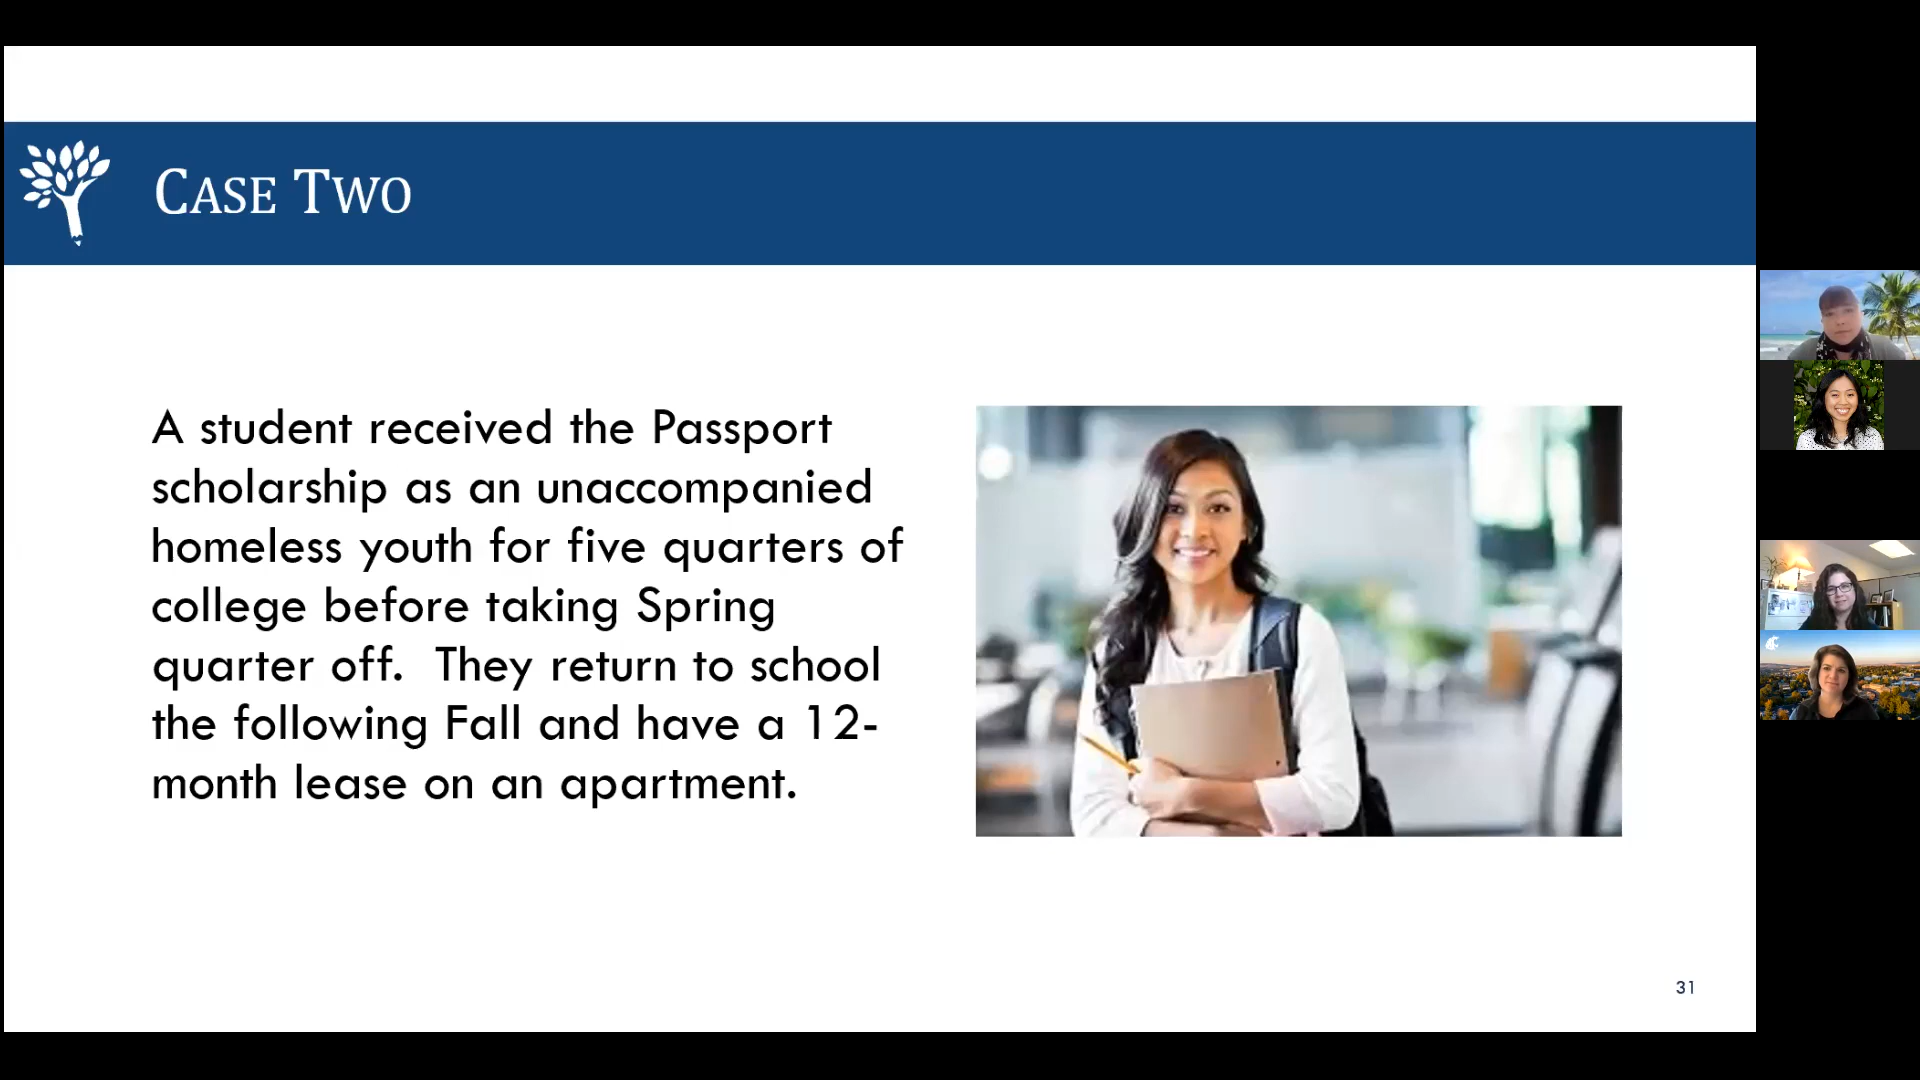 CASE TWO
A student received the Passport
scholarship as an unaccompanied
homeless youth for five quarters of
college before taking Spring
quarter off. They return to school
the following Fall and have a 12-
month lease on an apartment.
31